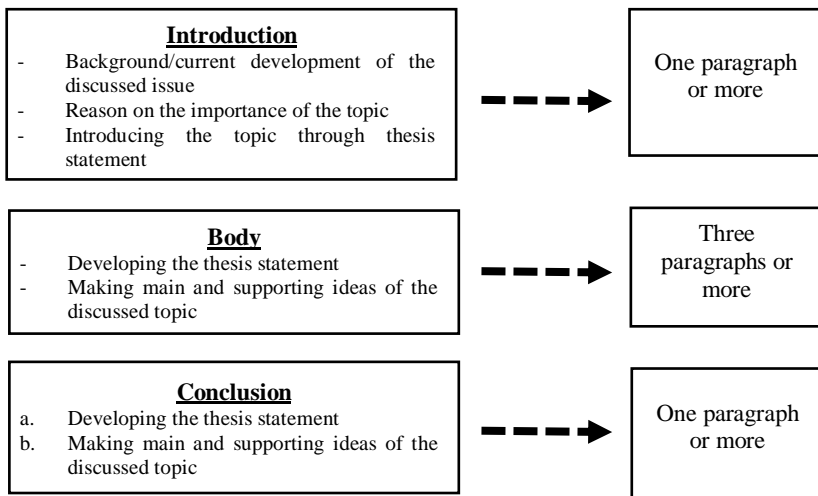 Introduction
- Background/current development of the
discussed issue
- Reason on the importance of the topic
- Introducing the topic through thesis
statement
One paragraph
or more
Body
- Developing the thesis statement
- Making main and supporting ideas of the
discussed topic
Three
paragraphs or
more
Conclusion
a. Developing the thesis statement
b. Making main and supporting ideas of the
discussed topic
One paragraph
or more